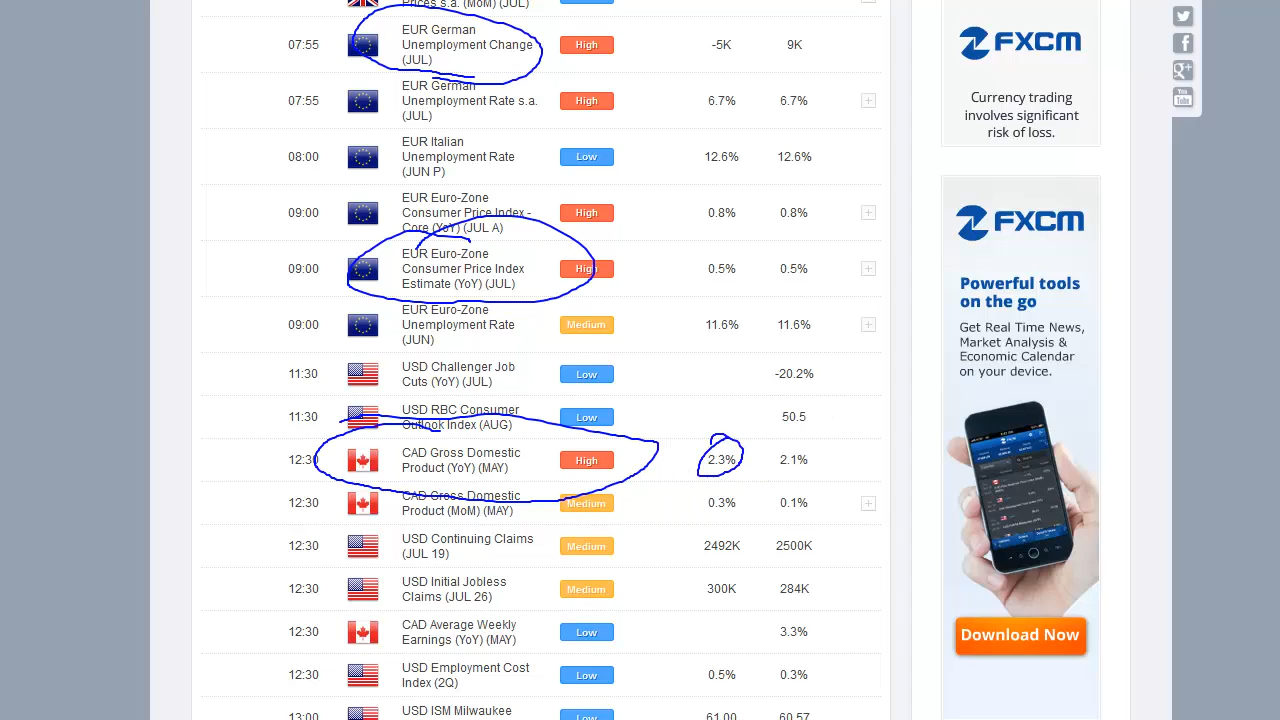 Prices s.a. (MoM) (JUL)
07:55 EUR German Unemployment Change (JUL) High -5K 9K
07:55 EUR German Unemployment Rate s.a. (JUL) High 6.7% 6.7%
08:00 EUR Italian Unemployment Rate (JUN P) Low 12.6% 12.6%
09:00 EUR Euro-Zone Consumer Price Index - Core (YoY) (JUL A) High 0.8% 0.8%
09:00 EUR Euro-Zone Consumer Price Index Estimate (YoY) (JUL) High 0.5% 0.5%
09:00 EUR Euro-Zone Unemployment Rate (JUN) Medium 11.6% 11.6%
11:30 USD Challenger Job Cuts (YoY) (JUL) Low -20.2%
11:30 USD RBC Consumer Outlook Index (AUG) Low 50.5
CAD Gross Domestic Product (YoY) (MAY) High 2.3% 2.1%
12:30 CAD Gross Domestic Product (MoM) (MAY) Medium 0.3% 0.1%
12:30 USD Continuing Claims (JUL 19) Medium 2492K 2500K
12:30 USD Initial Jobless Claims (JUL 26) Medium 300K 284K
12:30 CAD Average Weekly Earnings (YoY) (MAY) Low 3.3%
12:30 USD Employment Cost Index (2Q) Low 0.5% 0.3%
USD ISM Milwaukee Low 61.00 60.57
FXCM
Currency trading
involves significant
risk of loss.
FXCM
Powerful tools
on the go
Get Real Time News,
Market Analysis &
Economic Calendar
on your device.
Download Now
You
Tube